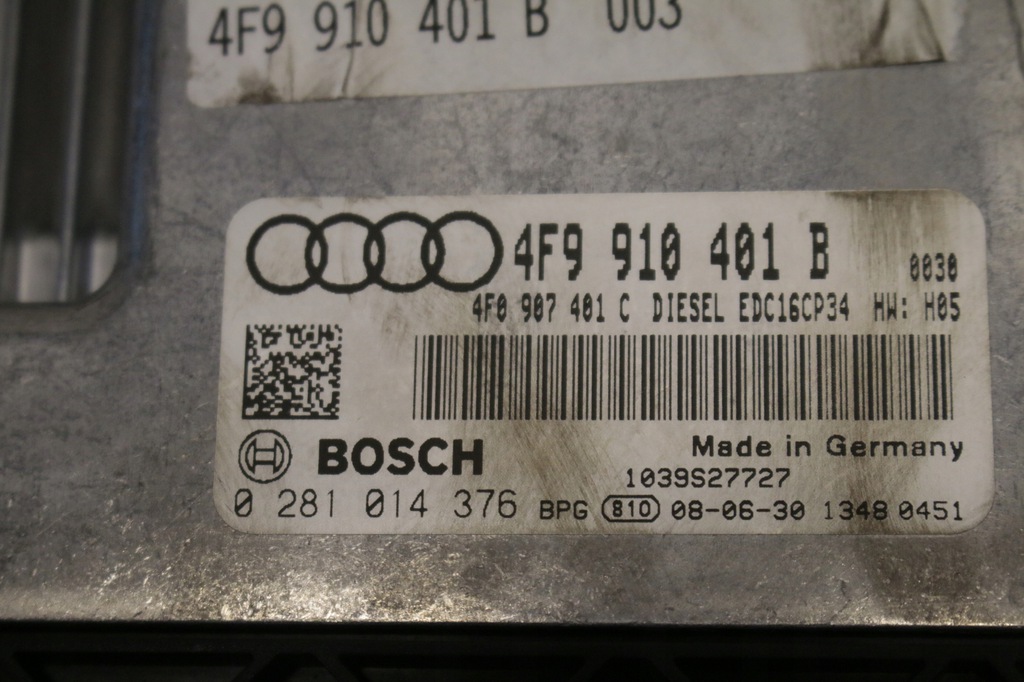 4F9 910 401 B 003
4F9 910 401 B 0030
4F0 907 401 C DIESEL EDC16CP34 HW: H05
BOSCH
Made in Germany
1039S27727
0 281 014 376 BPG 810 08-06-30 1348 0451